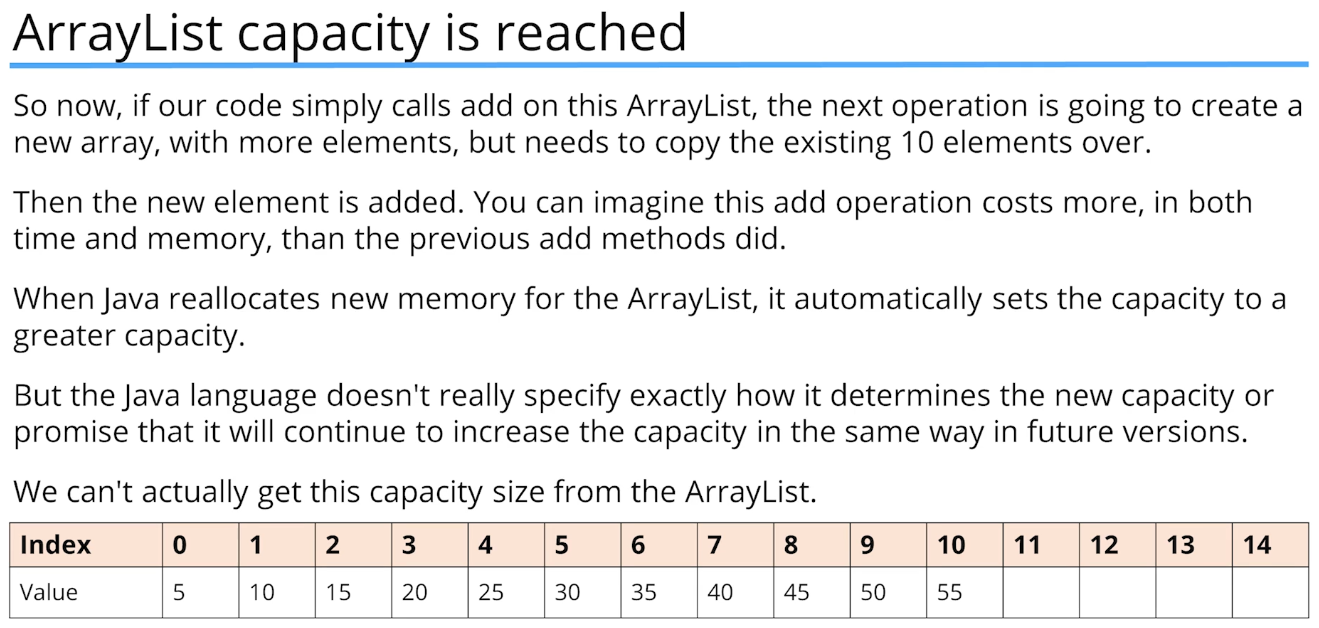 ArrayList capacity is reached
So now, if our code simply calls add on this ArrayList, the next operation is going to create a
new array, with more elements, but needs to copy the existing 10 elements over.
Then the new element is added. You can imagine this add operation costs more, in both
time and memory, than the previous add methods did.
When Java reallocates new memory for the ArrayList, it automatically sets the capacity to a
greater capacity.
But the Java language doesn't really specify exactly how it determines the new capacity or
promise that it will continue to increase the capacity in the same way in future versions.
We can't actually get this capacity size from the ArrayList.
Index 0 1 2 3 4 5 6 7 8 9 10 11 12 13 14
Value 5 10 15 20 25 30 35 40 45 50 55